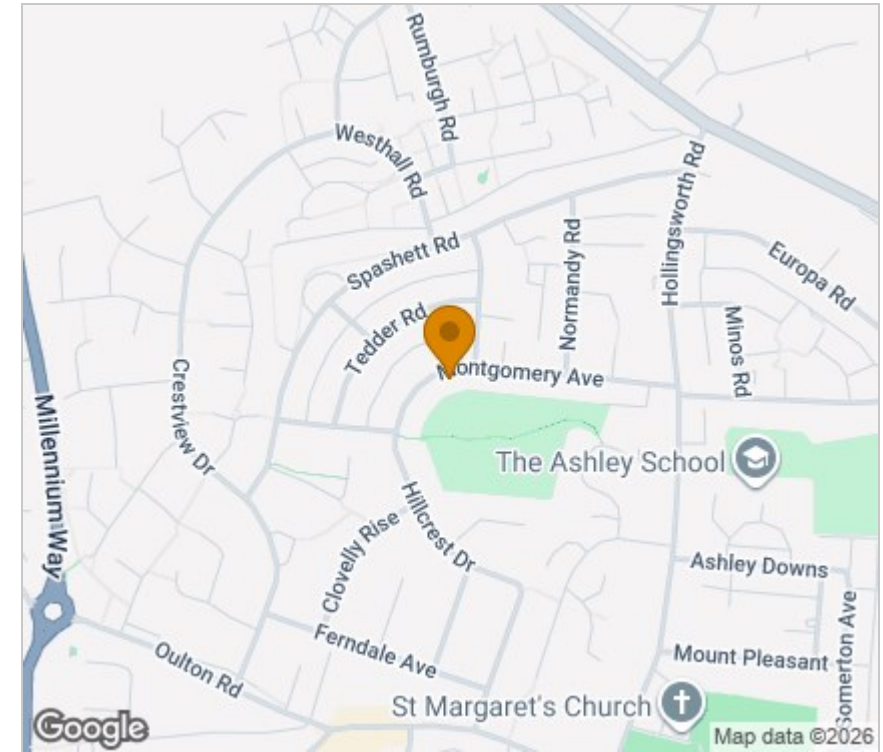 Rumburgh Rd
Westhall Rd
Hollingsworth Rd
Spashett Rd
Normandy Rd
Europa Rd
Tedder Rd
Minos Rd
Montgomery Ave
Crestview Dr
Millennium Way
The Ashley School
Hillcrest Dr
Clovelly Rise
Ashley Downs
Somerton Ave
Ferndale Ave
Mount Pleasant
Oulton Rd
St Margaret's Church
Google
Map data ©2026